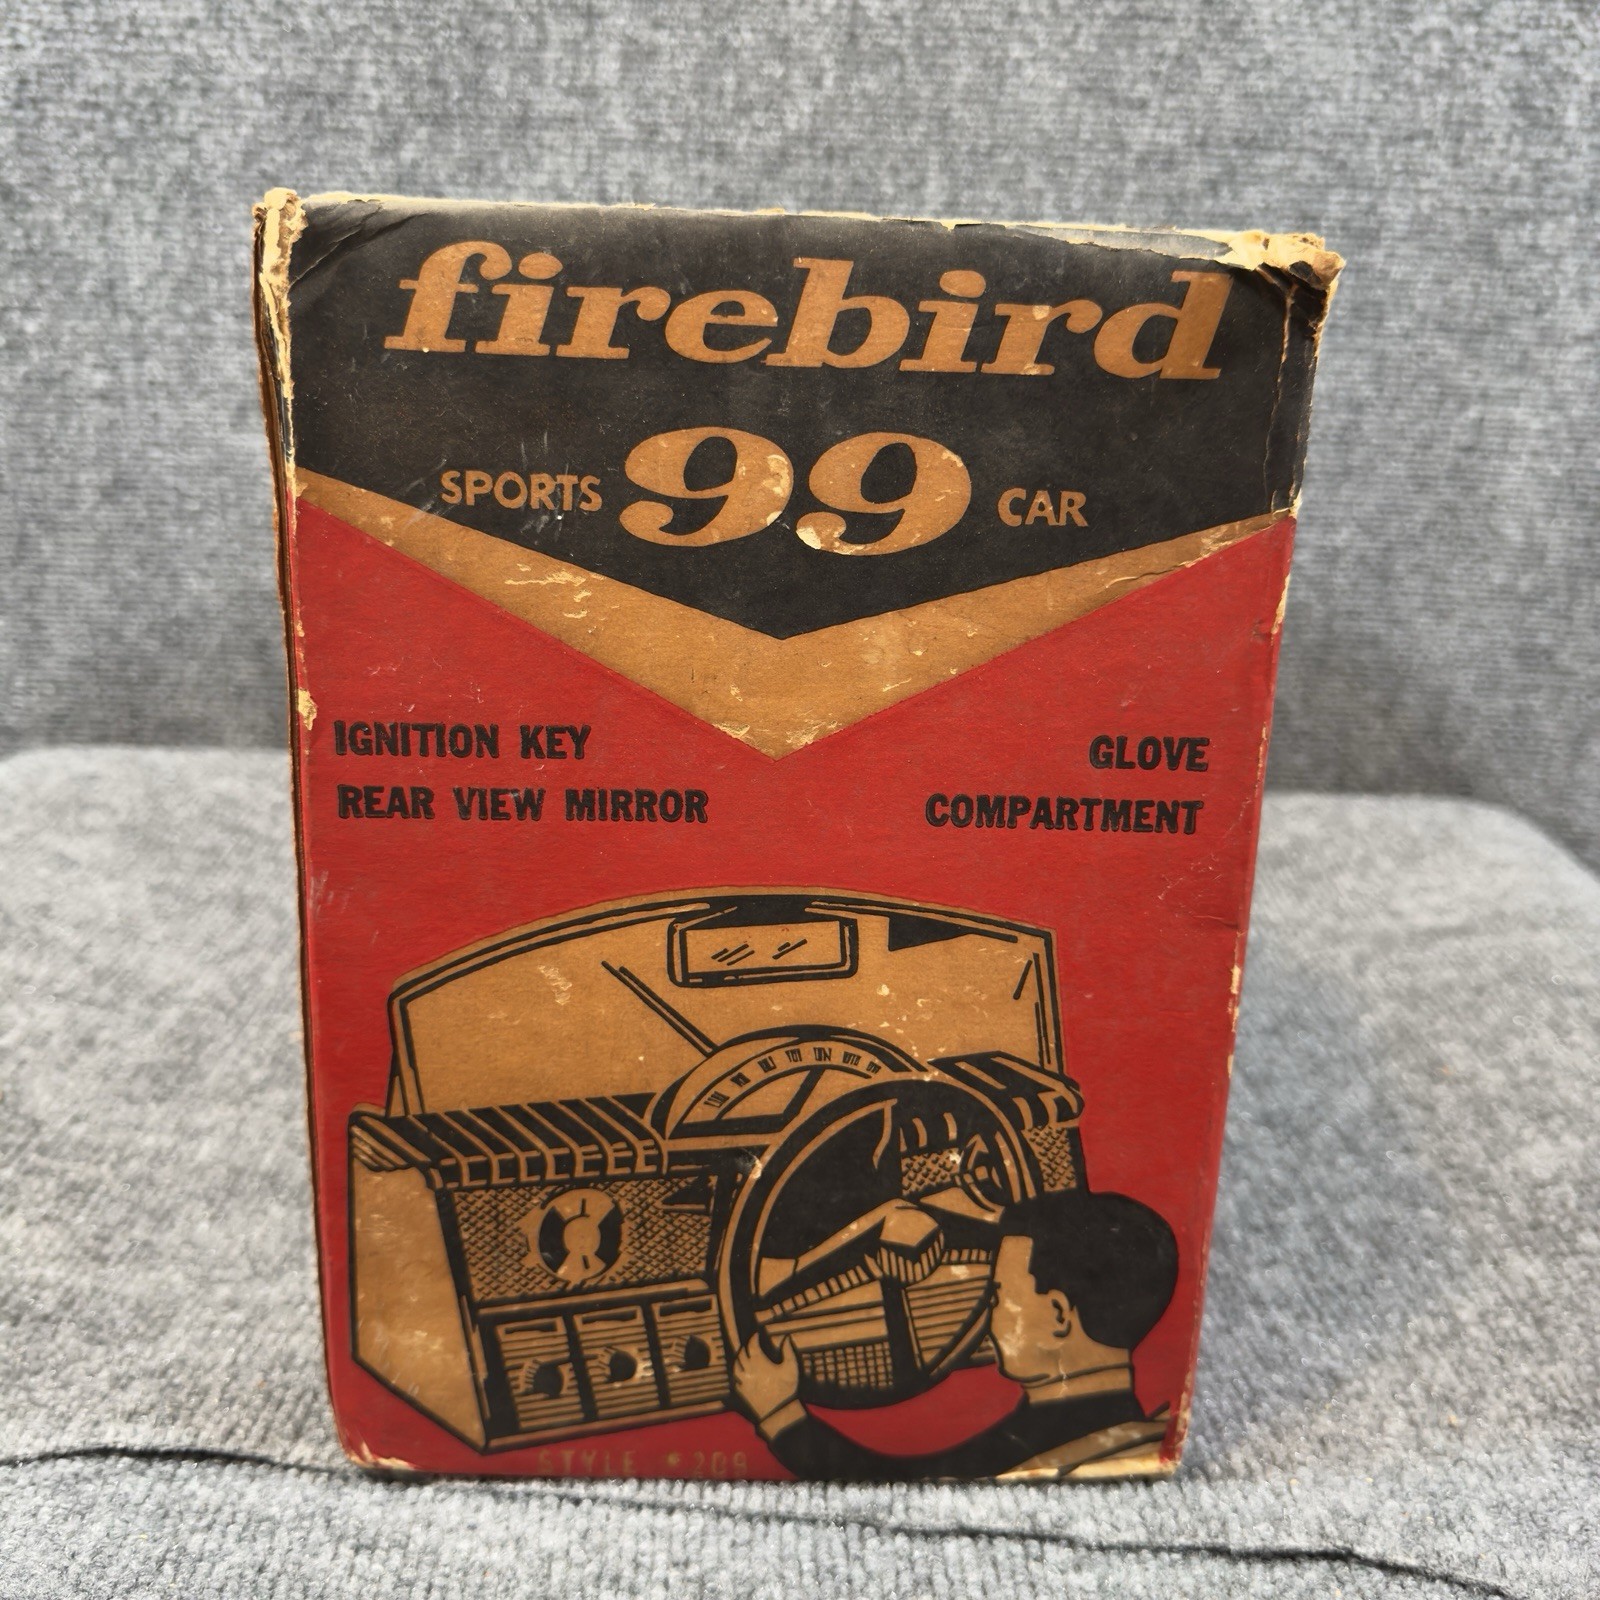 firebird
SPORTS 99 CAR
IGNITION KEY
REAR VIEW MIRROR
GLOVE
COMPARTMENT
STYLE #209